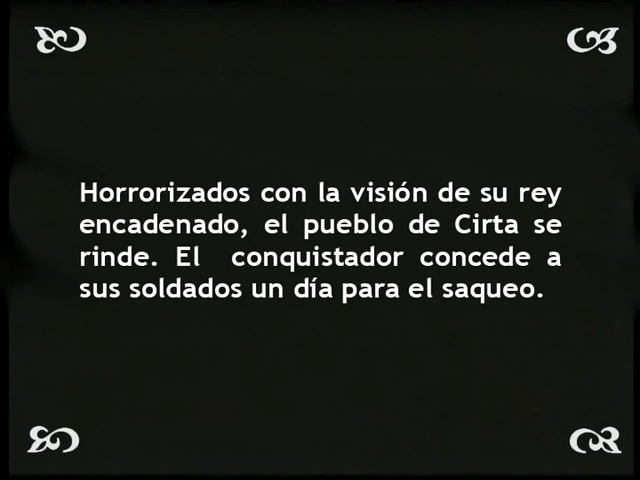 Horrorizados con la visión de su rey
encadenado, el pueblo de Cirta se
rinde. El  conquistador concede a
sus soldados un día para el saqueo.